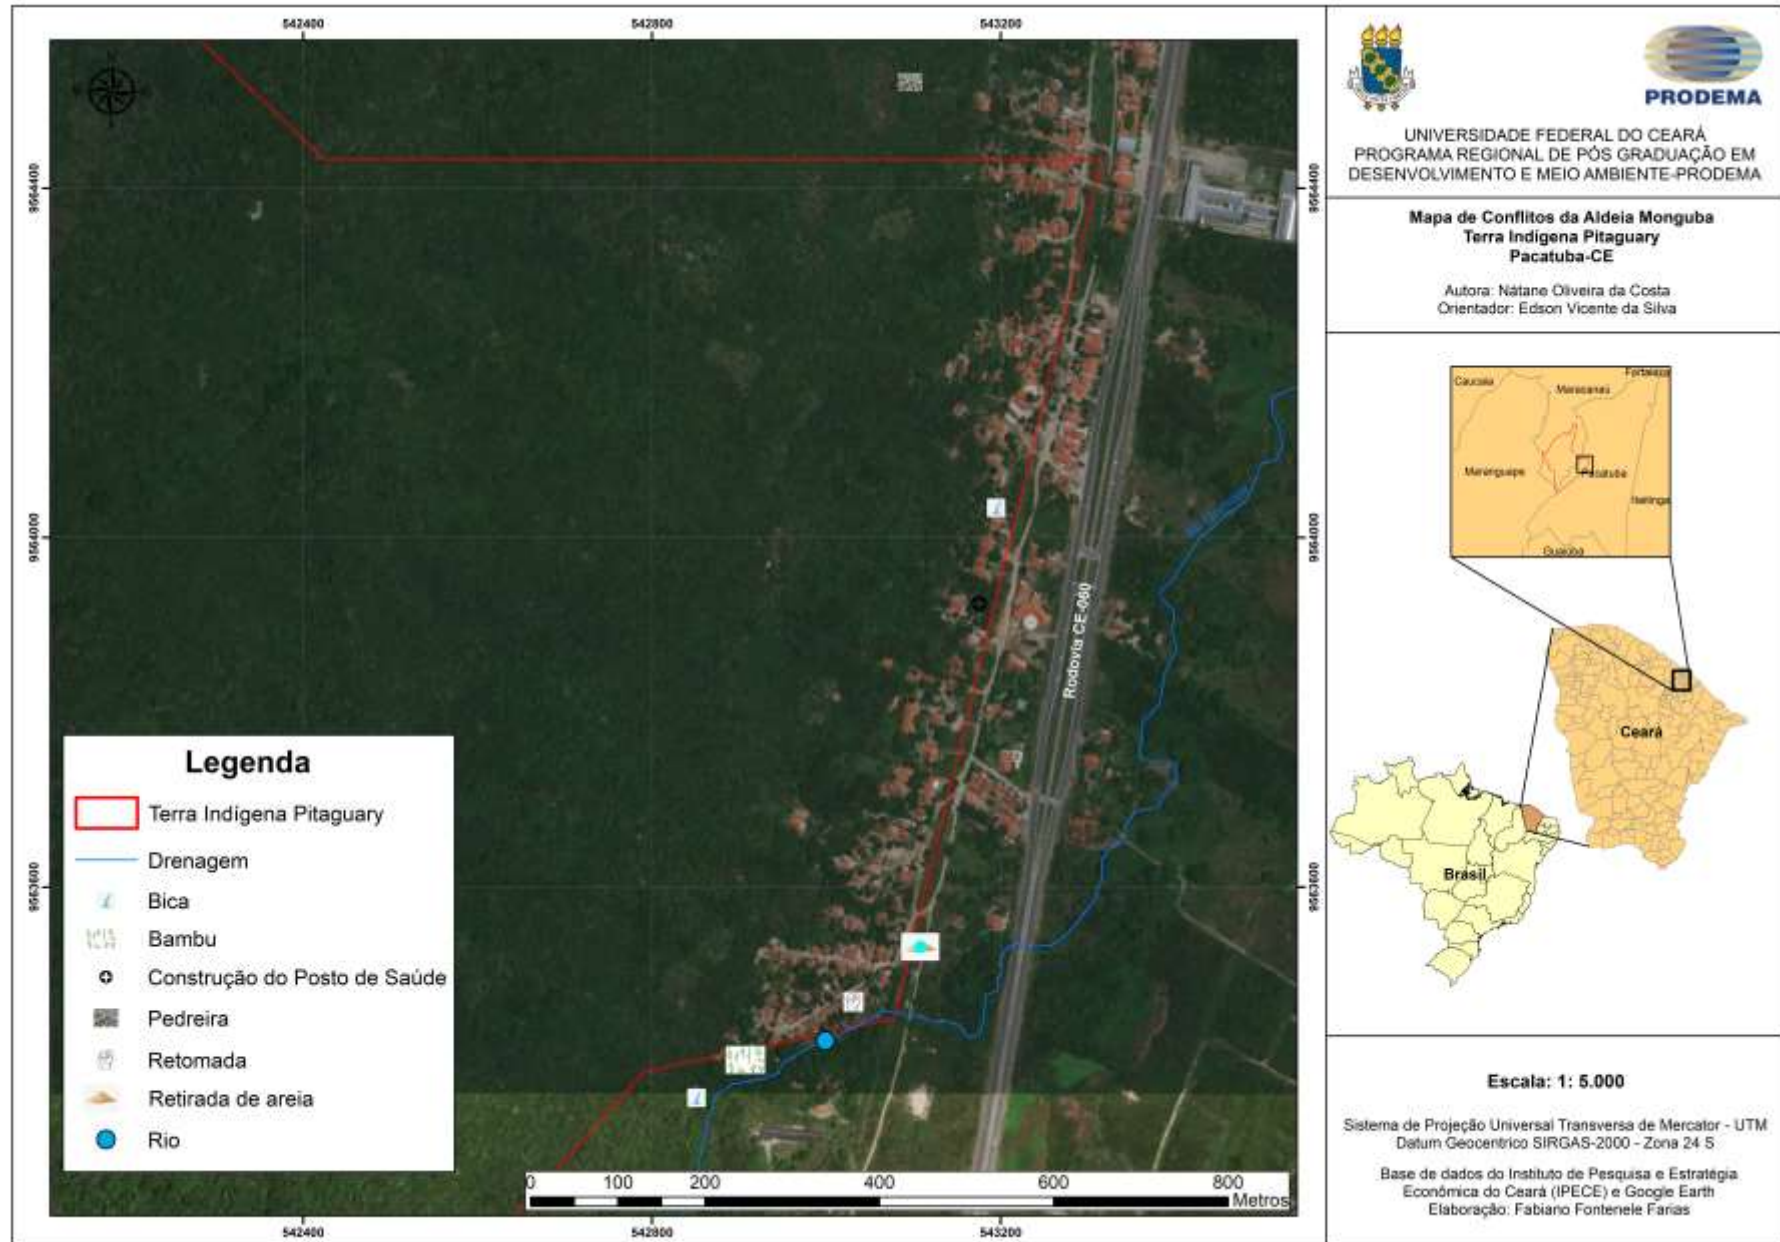 542400
542800
543200
9564400
9564000
9563600
9564400
9564000
9563600
542400
542800
543200
N
Rodovia CE-060
Legenda
Terra Indígena Pitaguary
Drenagem
Bica
Bambu
Construção do Posto de Saúde
Pedreira
Retomada
Retirada de areia
Rio
0 100 200 400 600 800
Metros
PRODEMA
UNIVERSIDADE FEDERAL DO CEARÁ
PROGRAMA REGIONAL DE PÓS GRADUAÇÃO EM
DESENVOLVIMENTO E MEIO AMBIENTE-PRODEMA
Mapa de Conflitos da Aldeia Monguba
Terra Indígena Pitaguary
Pacatuba-CE
Autora: Nátane Oliveira da Costa
Orientador: Edson Vicente da Silva
Caucaia
Fortaleza
Maracanaú
Maranguape
Pacatuba
Itaitinga
Guaiúba
Ceará
Brasil
Escala: 1: 5.000
Sistema de Projeção Universal Transversa de Mercator - UTM
Datum Geocentrico SIRGAS-2000 - Zona 24 S
Base de dados do Instituto de Pesquisa e Estratégia
Econômica do Ceará (IPECE) e Google Earth
Elaboração: Fabiano Fontenele Farias